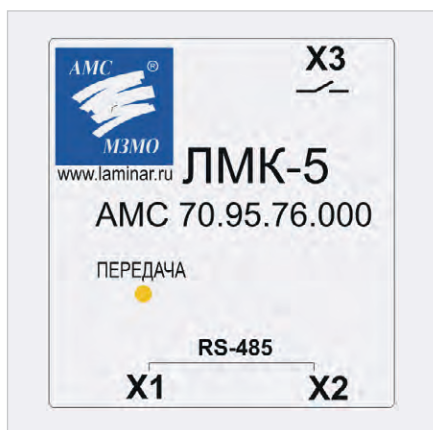 АМС ®
МЗМО
X3
www.laminar.ru
ЛМК-5
АМС 70.95.76.000
ПЕРЕДАЧА
RS-485
X1 X2